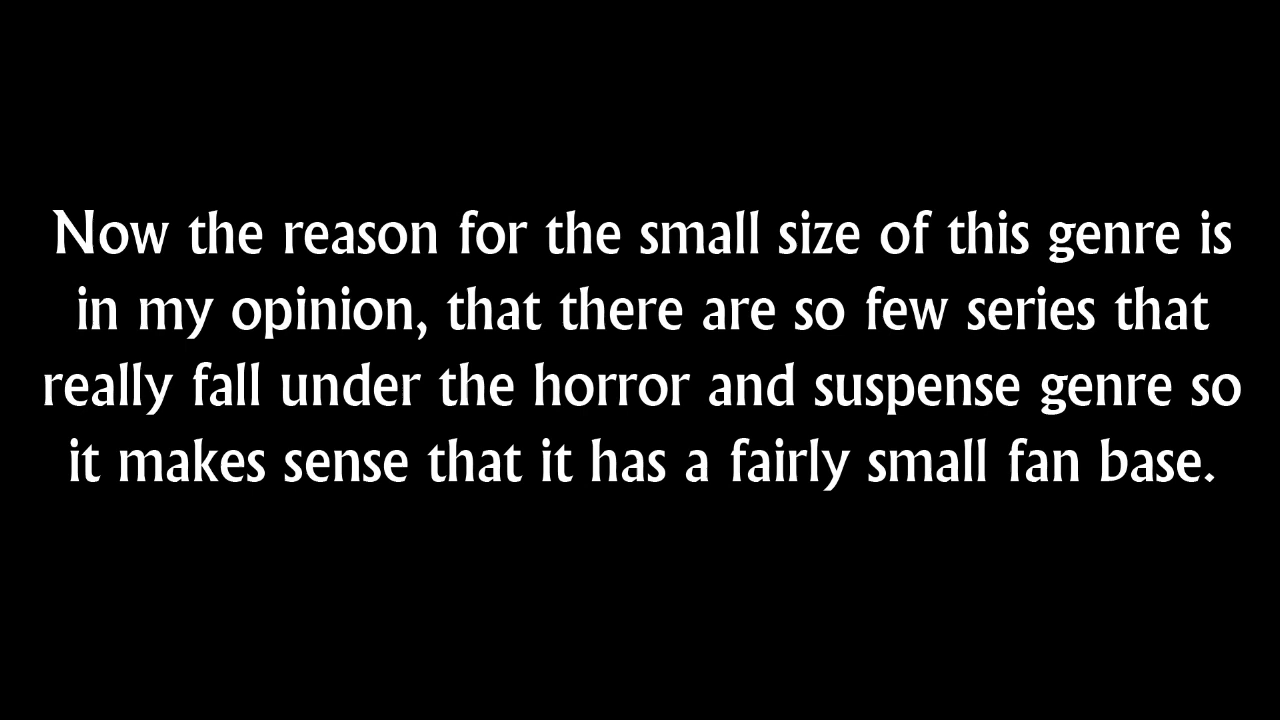 Now the reason for the small size of this genre is
in my opinion, that there are so few series that
really fall under the horror and suspense genre so
it makes sense that it has a fairly small fan base.